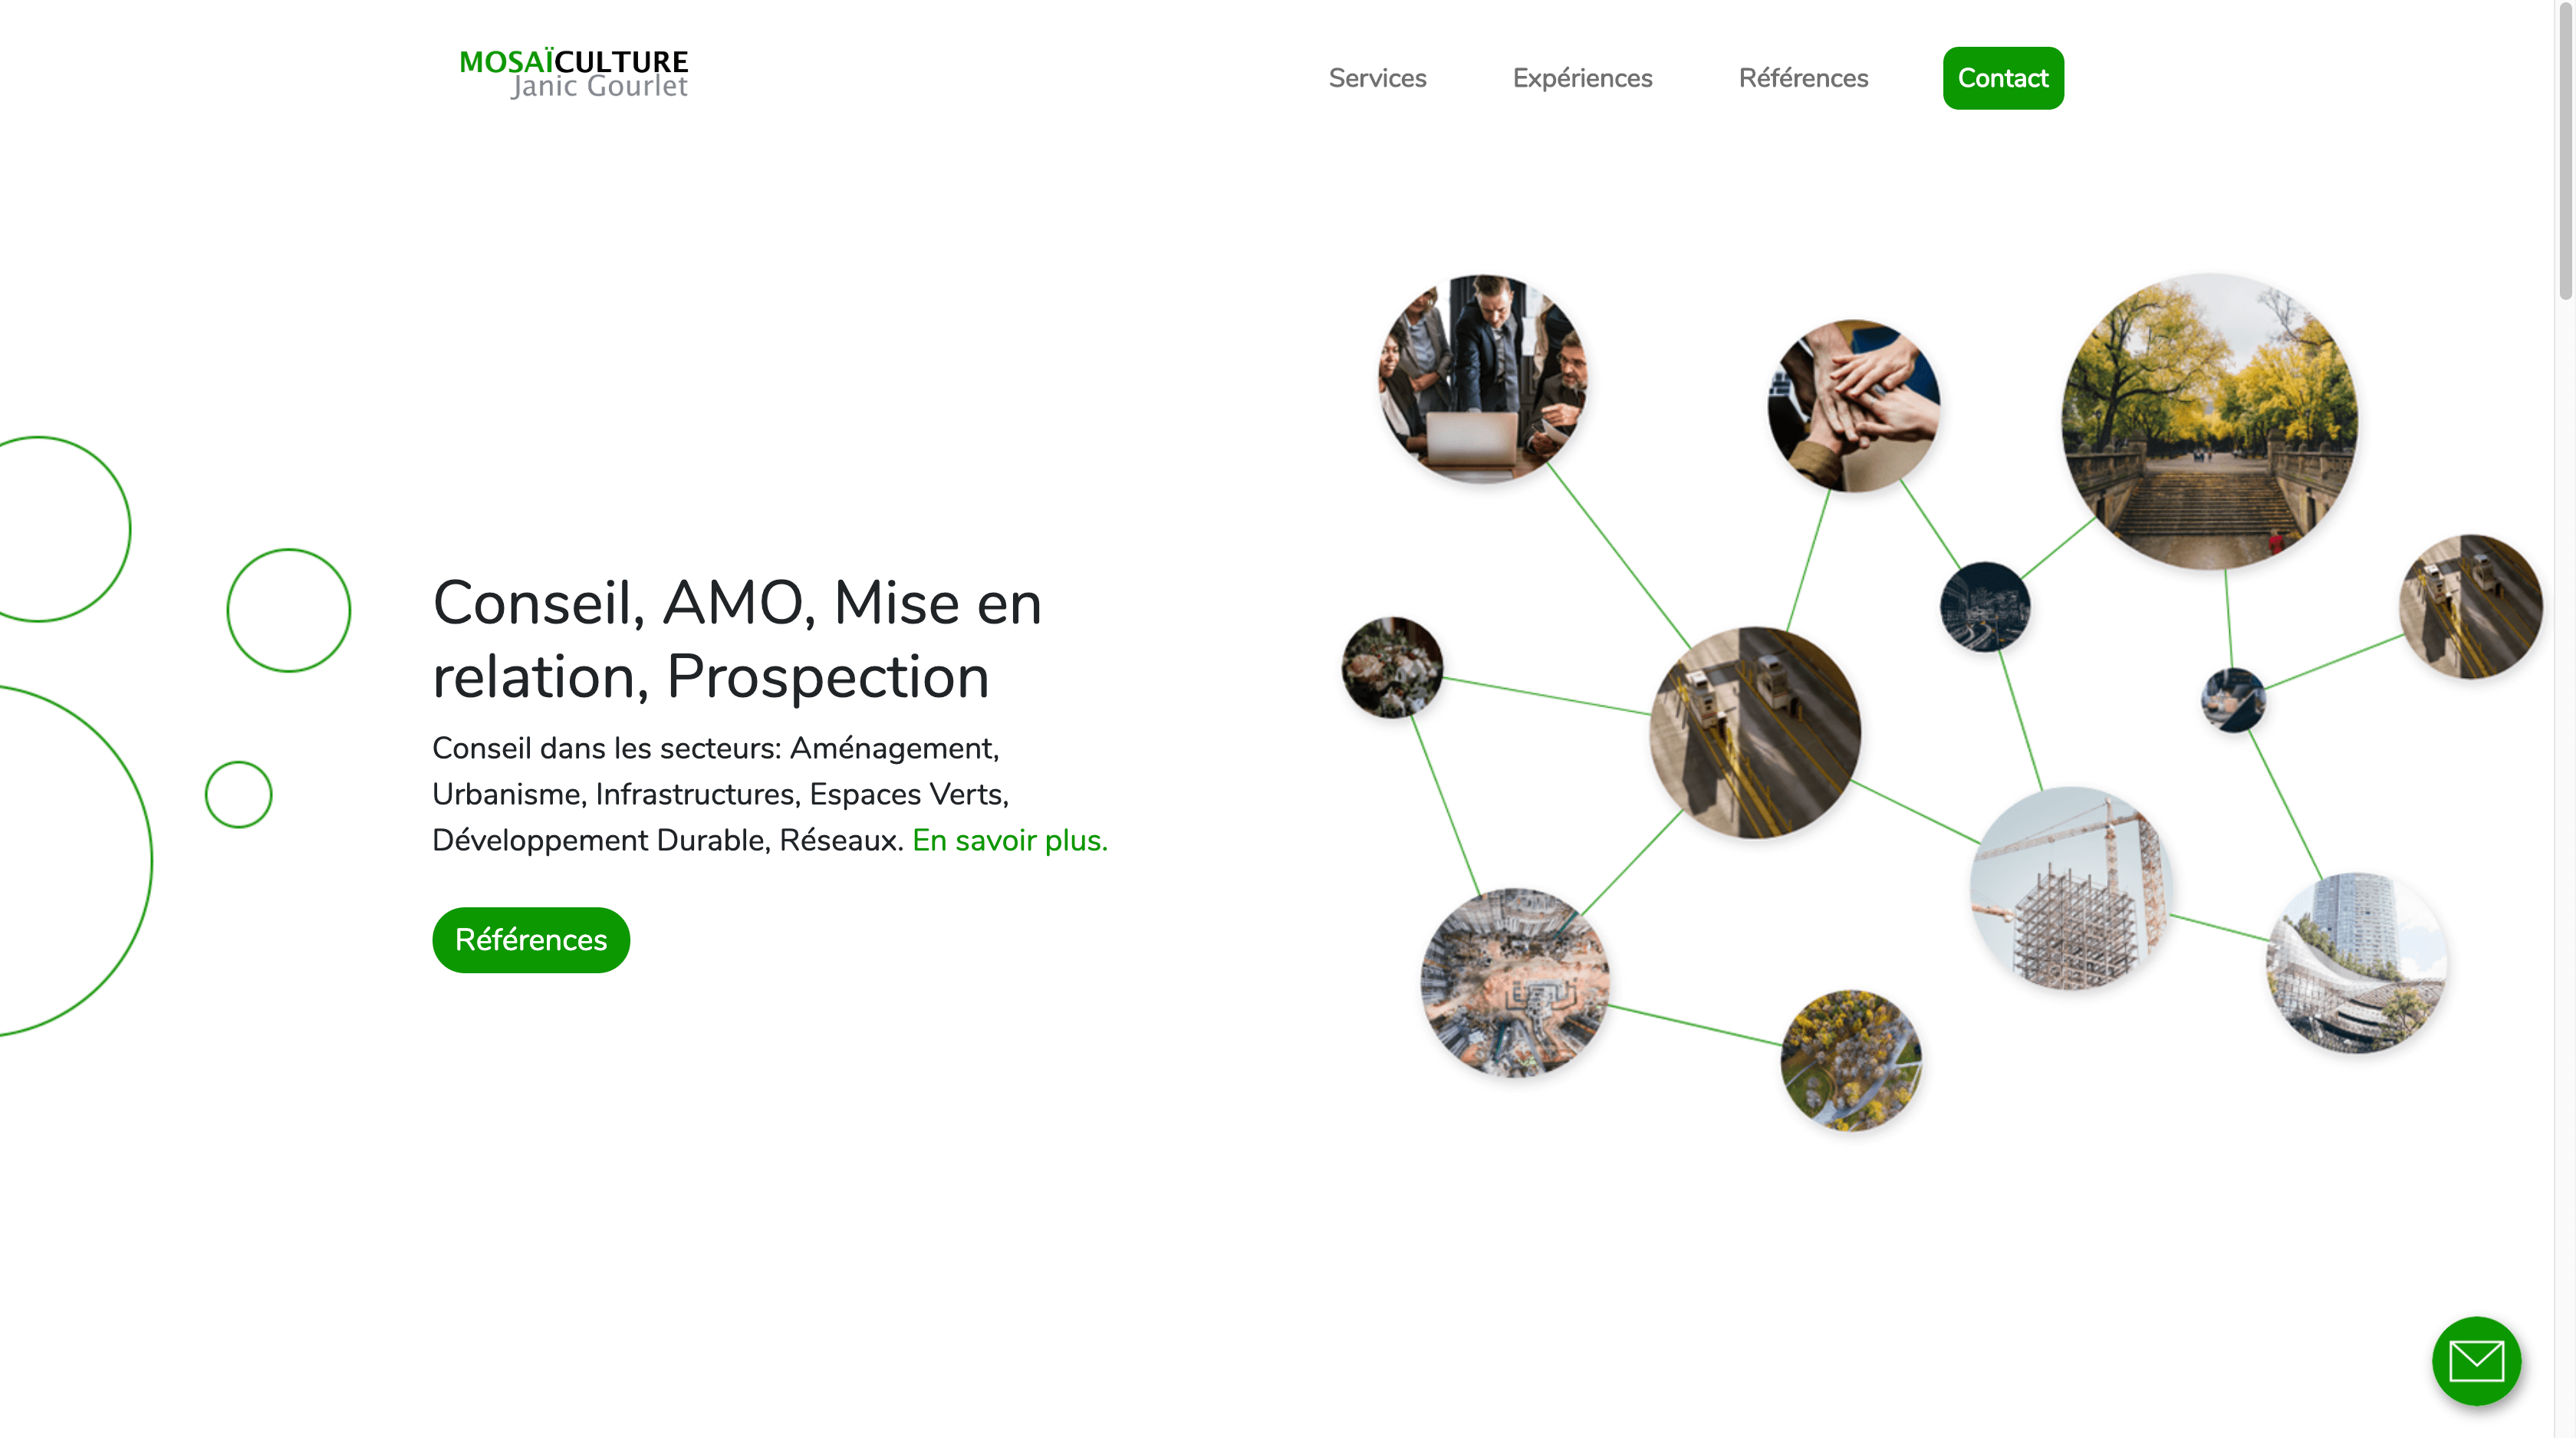 MOSAÏCULTURE
Janic Gourlet
Services
Expériences
Références
Contact
Conseil, AMO, Mise en
relation, Prospection
Conseil dans les secteurs: Aménagement,
Urbanisme, Infrastructures, Espaces Verts,
Développement Durable, Réseaux. En savoir plus.
Références